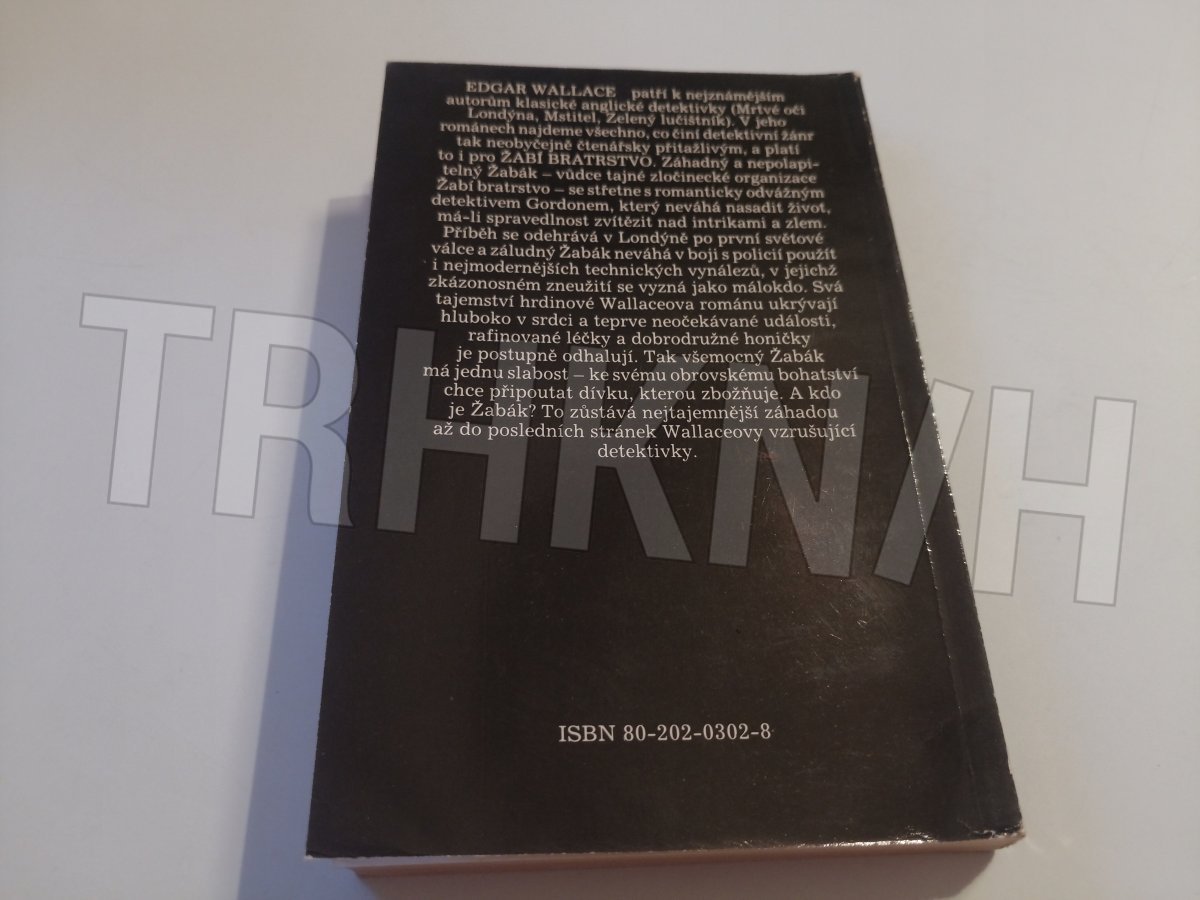 EDGAR WALLACE patří k nejznámějším
autorům klasické anglické detektivky (Mrtvé oči
Londýna, Mstitel, Zelený lučištník). V jeho
románech najdeme všechno, co činí detektivní žánr
tak neobyčejně čtenářsky přitažlivým, a platí
to i pro ŽABÍ BRATRSTVO. Záhadný a nepolapi-
telný Žabák – vůdce tajné zločinecké organizace
Žabí bratrstvo – se střetne s romanticky odvážným
detektivem Gordonem, který neváhá nasadit život,
má-li spravedlnost zvítězit nad intrikami a zlem.
Příběh se odehrává v Londýně po první světové
válce a záludný Žabák neváhá v boji s policií použít
i nejmodernějších technických vynálezů, v jejichž
zkázonosném zneužití se vyzná jako málokdo. Svá
tajemství hrdinové Wallaceova románu ukrývají
hluboko v srdci a teprve neočekávané události,
rafinované léčky a dobrodružné honičky
je postupně odhalují. Tak všemocný Žabák
má jednu slabost – ke svému obrovskému bohatství
chce připoutat dívku, kterou zbožňuje. A kdo
je Žabák? To zůstává nejtajemnější záhadou
až do posledních stránek Wallaceovy vzrušující
detektivky.
TRHKN/H
ISBN 80-202-0302-8